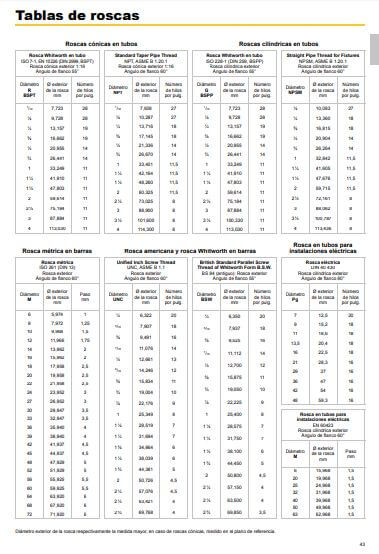 Tablas de roscas
Roscas cónicas en tubos
Roscas cilíndricas en tubos
Rosca Whitworth en tubo
ISO 7-1, EN 10226 (DIN 2999, BSPT)
Rosca cónica exterior 1:16
Ángulo de flanco 55°
Diámetro R BSPT
Ø exterior de la rosca mm
Número de hilos por pulg.
1/16 7,723 28
1/8 9,728 28
1/4 13,157 19
3/8 16,662 19
1/2 20,955 14
3/4 26,441 14
1 33,249 11
1¼ 41,910 11
1½ 47,803 11
2 59,614 11
2½ 75,184 11
3 87,884 11
4 113,030 11
Standard Taper Pipe Thread
NPT, ASME B 1.20.1
Rosca cónica exterior 1:16
Ángulo de flanco 60°
Diámetro NPT
Ø exterior de la rosca mm
Número de hilos por pulg.
1/16 7,938 27
1/8 10,287 27
1/4 13,716 18
3/8 17,145 18
1/2 21,336 14
3/4 26,670 14
1 33,401 11,5
1¼ 42,164 11,5
1½ 48,260 11,5
2 60,325 11,5
2½ 73,025 8
3 88,900 8
3½ 101,600 8
4 114,300 8
Rosca Whitworth en tubo
ISO 228-1 (DIN 259, BSPP)
Rosca cilíndrica exterior
Ángulo de flanco 55°
Diámetro G BSPP
Ø exterior de la rosca mm
Número de hilos por pulg.
1/16 7,723 28
1/8 9,728 28
1/4 13,157 19
3/8 16,662 19
1/2 20,955 14
3/4 26,441 14
1 33,249 11
1¼ 41,910 11
1½ 47,803 11
2 59,614 11
2½ 75,184 11
3 87,884 11
4 113,030 11
Straight Pipe Thread for Fixtures
NPSM, ASME B 1.20.1
Rosca cilíndrica exterior
Ángulo de flanco 60°
Diámetro NPSM
Ø exterior de la rosca mm
Número de hilos por pulg.
1/8 10,083 27
1/4 13,360 18
3/8 16,815 18
1/2 20,904 14
3/4 26,264 14
1 32,842 11,5
1¼ 41,605 11,5
1½ 47,676 11,5
2 59,715 11,5
2½ 72,161 8
3 88,062 8
3½ 8
4 113,436 8
Rosca métrica en barras
Rosca americana y rosca Whitworth en barras
Rosca en tubos para
instalaciones eléctricas
Rosca métrica
ISO 261 (DIN 13)
Rosca exterior
Ángulo de flanco 60°
Diámetro M
Ø exterior de la rosca mm
Paso mm
6 5,974 1
8 7,972 1,25
10 9,968 1,5
12 11,966 1,75
14 13,962 2
16 15,962 2
18 17,958 2,5
20 19,958 2,5
22 21,958 2,5
24 23,952 3
27 26,952 3
30 29,947 3,5
33 32,947 3,5
36 35,940 4
39 38,940 4
42 41,937 4,5
45 44,937 4,5
48 47,929 5
52 51,929 5
56 55,925 5,5
60 59,925 5,5
64 63,920 6
68 67,920 6
72 71,920 6
Unified Inch Screw Thread
UNC, ASME B 1.1
Rosca exterior
Ángulo de flanco 60°
Diámetro UNC
Ø exterior de la rosca mm
Número de hilos por pulg.
1/4 6,322 20
5/16 7,907 18
3/8 9,491 16
7/16 11,076 14
1/2 12,661 13
9/16 14,246 12
5/8 15,834 11
3/4 19,004 10
7/8 22,176 9
1 25,349 8
1⅛ 28,519 7
1¼ 31,694 7
1⅜ 34,864 6
1½ 38,039 6
1¾ 44,381 5
2 50,726 4,5
2¼ 57,076 4,5
2½ 63,421 4
2¾ 69,768 4
British Standard Parallel Screw
Thread of Whitworth Form B.S.W.
BS 84 (antiguo BSW)
Rosca exterior
Ángulo de flanco 55°
Diámetro BSW
Ø exterior de la rosca mm
Número de hilos por pulg.
1/4 6,350 20
5/16 7,937 18
3/8 9,525 16
7/16 11,112 14
1/2 12,700 12
5/8 15,875 11
3/4 19,050 10
7/8 22,225 9
1 25,400 8
1⅛ 28,575 7
1¼ 31,750 7
1½ 38,100 6
1¾ 44,450 5
2 50,800 4,5
2¼ 57,150 4
2½ 63,500 4
2¾ 69,850 3,5
Rosca eléctrica
DIN 40 430
Rosca cilíndrica exterior
Ángulo de flanco 80°
Diámetro
Ø exterior de la rosca mm
Número de hilos por pulg.
7 12,5 20
9 15,2 18
11 18,6 18
13,5 20,4 18
16 22,5 18
21 28,3 16
29 37 16
36 47 16
42 54 16
48 59,3 16
Rosca en tubos para
instalaciones eléctricas
EN 60423
Rosca cilíndrica exterior
Ángulo de flanco 60°
Diámetro M
Ø exterior de la rosca mm
Paso mm
16 15,968 1,5
20 19,968 1,5
25 24,968 1,5
32 31,968 1,5
40 39,968 1,5
50 49,968 1,5
63 62,968 1,5
Diámetro exterior de la rosca respectivamente la medida mayor; en caso de roscas cónicas, medido en el plano de referencia.
43